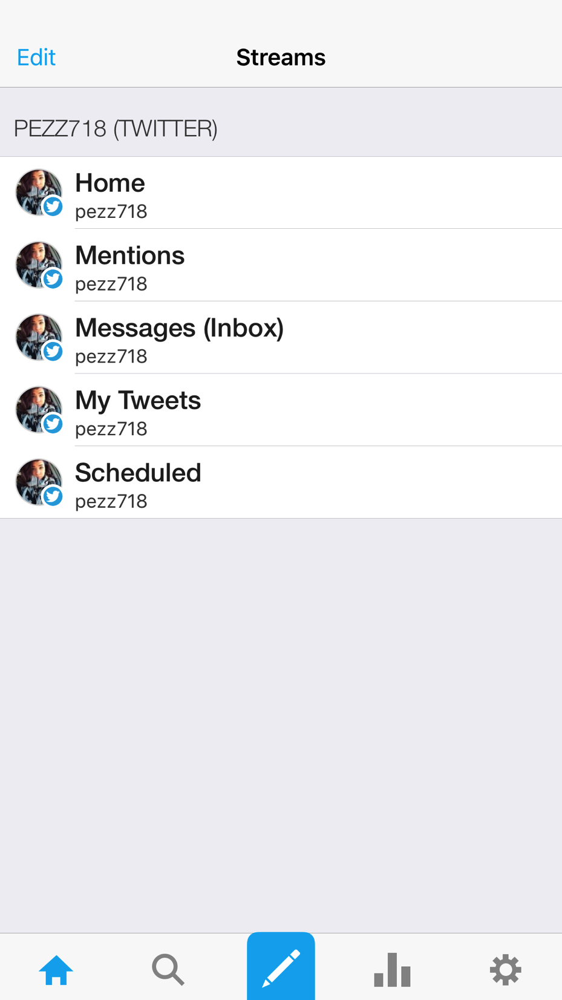 Edit
Streams
PEZZ718 (TWITTER)
Home
pezz718
Mentions
pezz718
Messages (Inbox)
pezz718
My Tweets
pezz718
Scheduled
pezz718